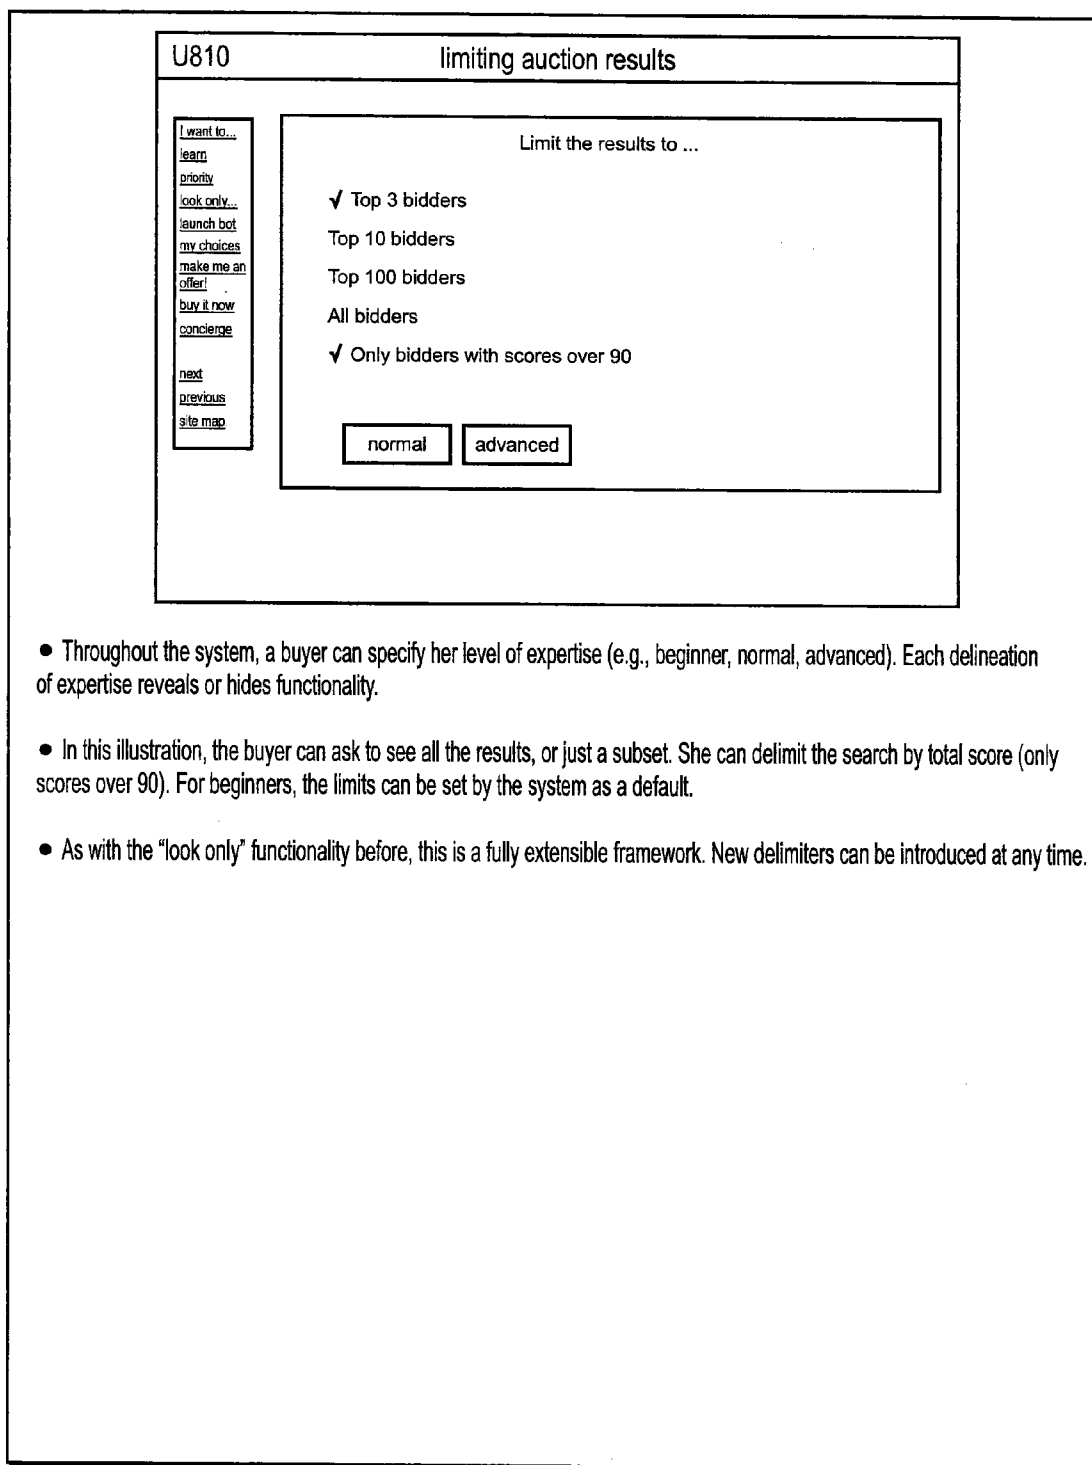 U810 limiting auction results
I want to...
learn
priority
look only...
launch bot
my choices
make me an
offer!
buy it now
concierge
next
previous
site map
Limit the results to ...
√ Top 3 bidders
Top 10 bidders
Top 100 bidders
All bidders
√ Only bidders with scores over 90
normal advanced
● Throughout the system, a buyer can specify her level of expertise (e.g., beginner, normal, advanced). Each delineation
of expertise reveals or hides functionality.
● In this illustration, the buyer can ask to see all the results, or just a subset. She can delimit the search by total score (only
scores over 90). For beginners, the limits can be set by the system as a default.
● As with the “look only” functionality before, this is a fully extensible framework. New delimiters can be introduced at any time.